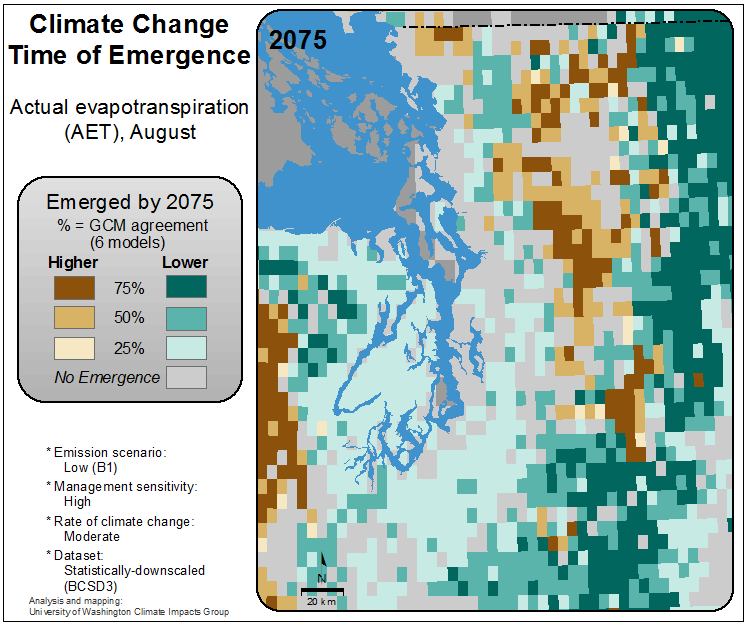 Climate Change
Time of Emergence
Actual evapotranspiration
(AET), August
Emerged by 2075
% = GCM agreement
(6 models)
Higher Lower
75%
50%
25%
No Emergence
* Emission scenario:
Low (B1)
* Management sensitivity:
High
* Rate of climate change:
Moderate
* Dataset:
Statistically-downscaled
(BCSD3)
Analysis and mapping:
University of Washington Climate Impacts Group
2075
N
20 km